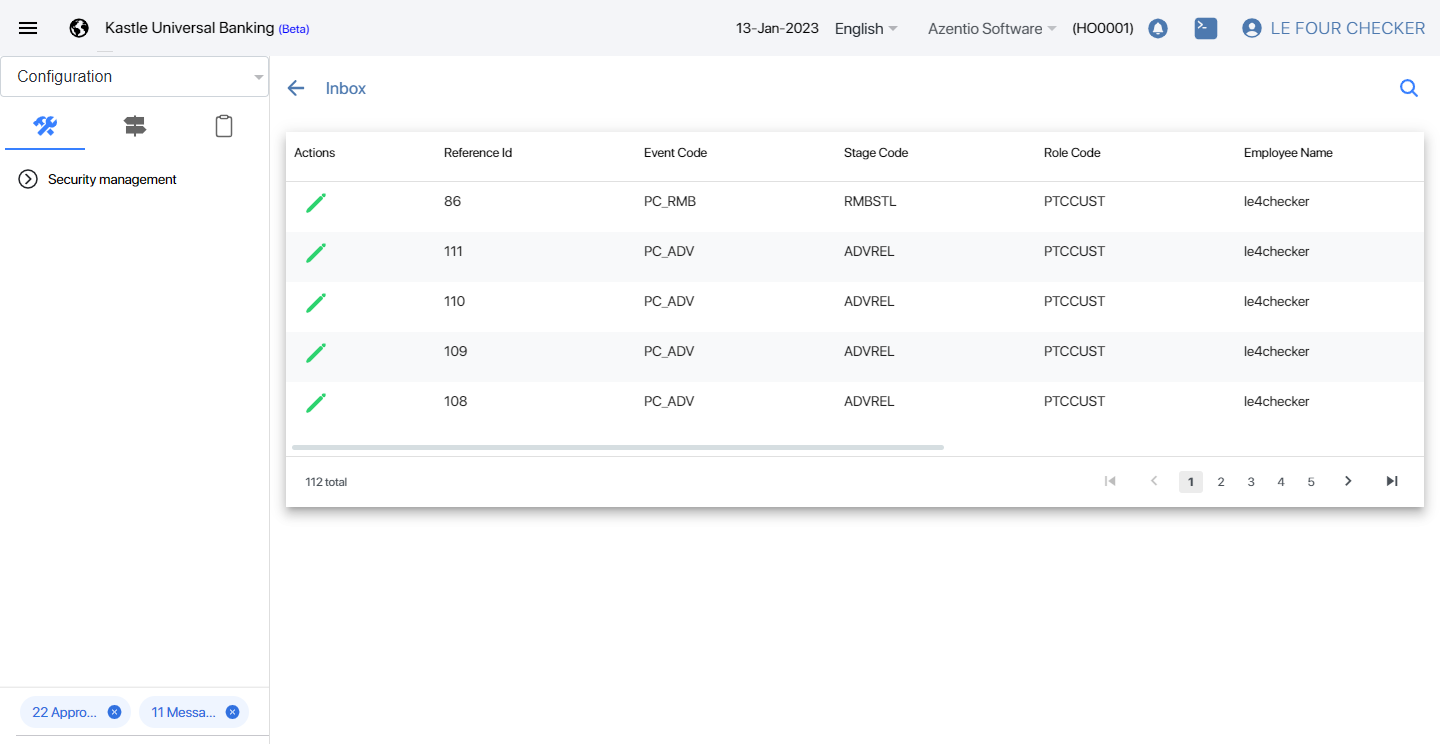 Kastle Universal Banking (Beta) 13-Jan-2023 English Azentio Software (HO0001) LE FOUR CHECKER
Configuration
Security management
22 Appro...
11 Messa...
Inbox
Actions Reference Id Event Code Stage Code Role Code Employee Name
86 PC_RMB RMBSTL PTCCUST le4checker
111 PC_ADV ADVREL PTCCUST le4checker
110 PC_ADV ADVREL PTCCUST le4checker
109 PC_ADV ADVREL PTCCUST le4checker
108 PC_ADV ADVREL PTCCUST le4checker
112 total 1 2 3 4 5